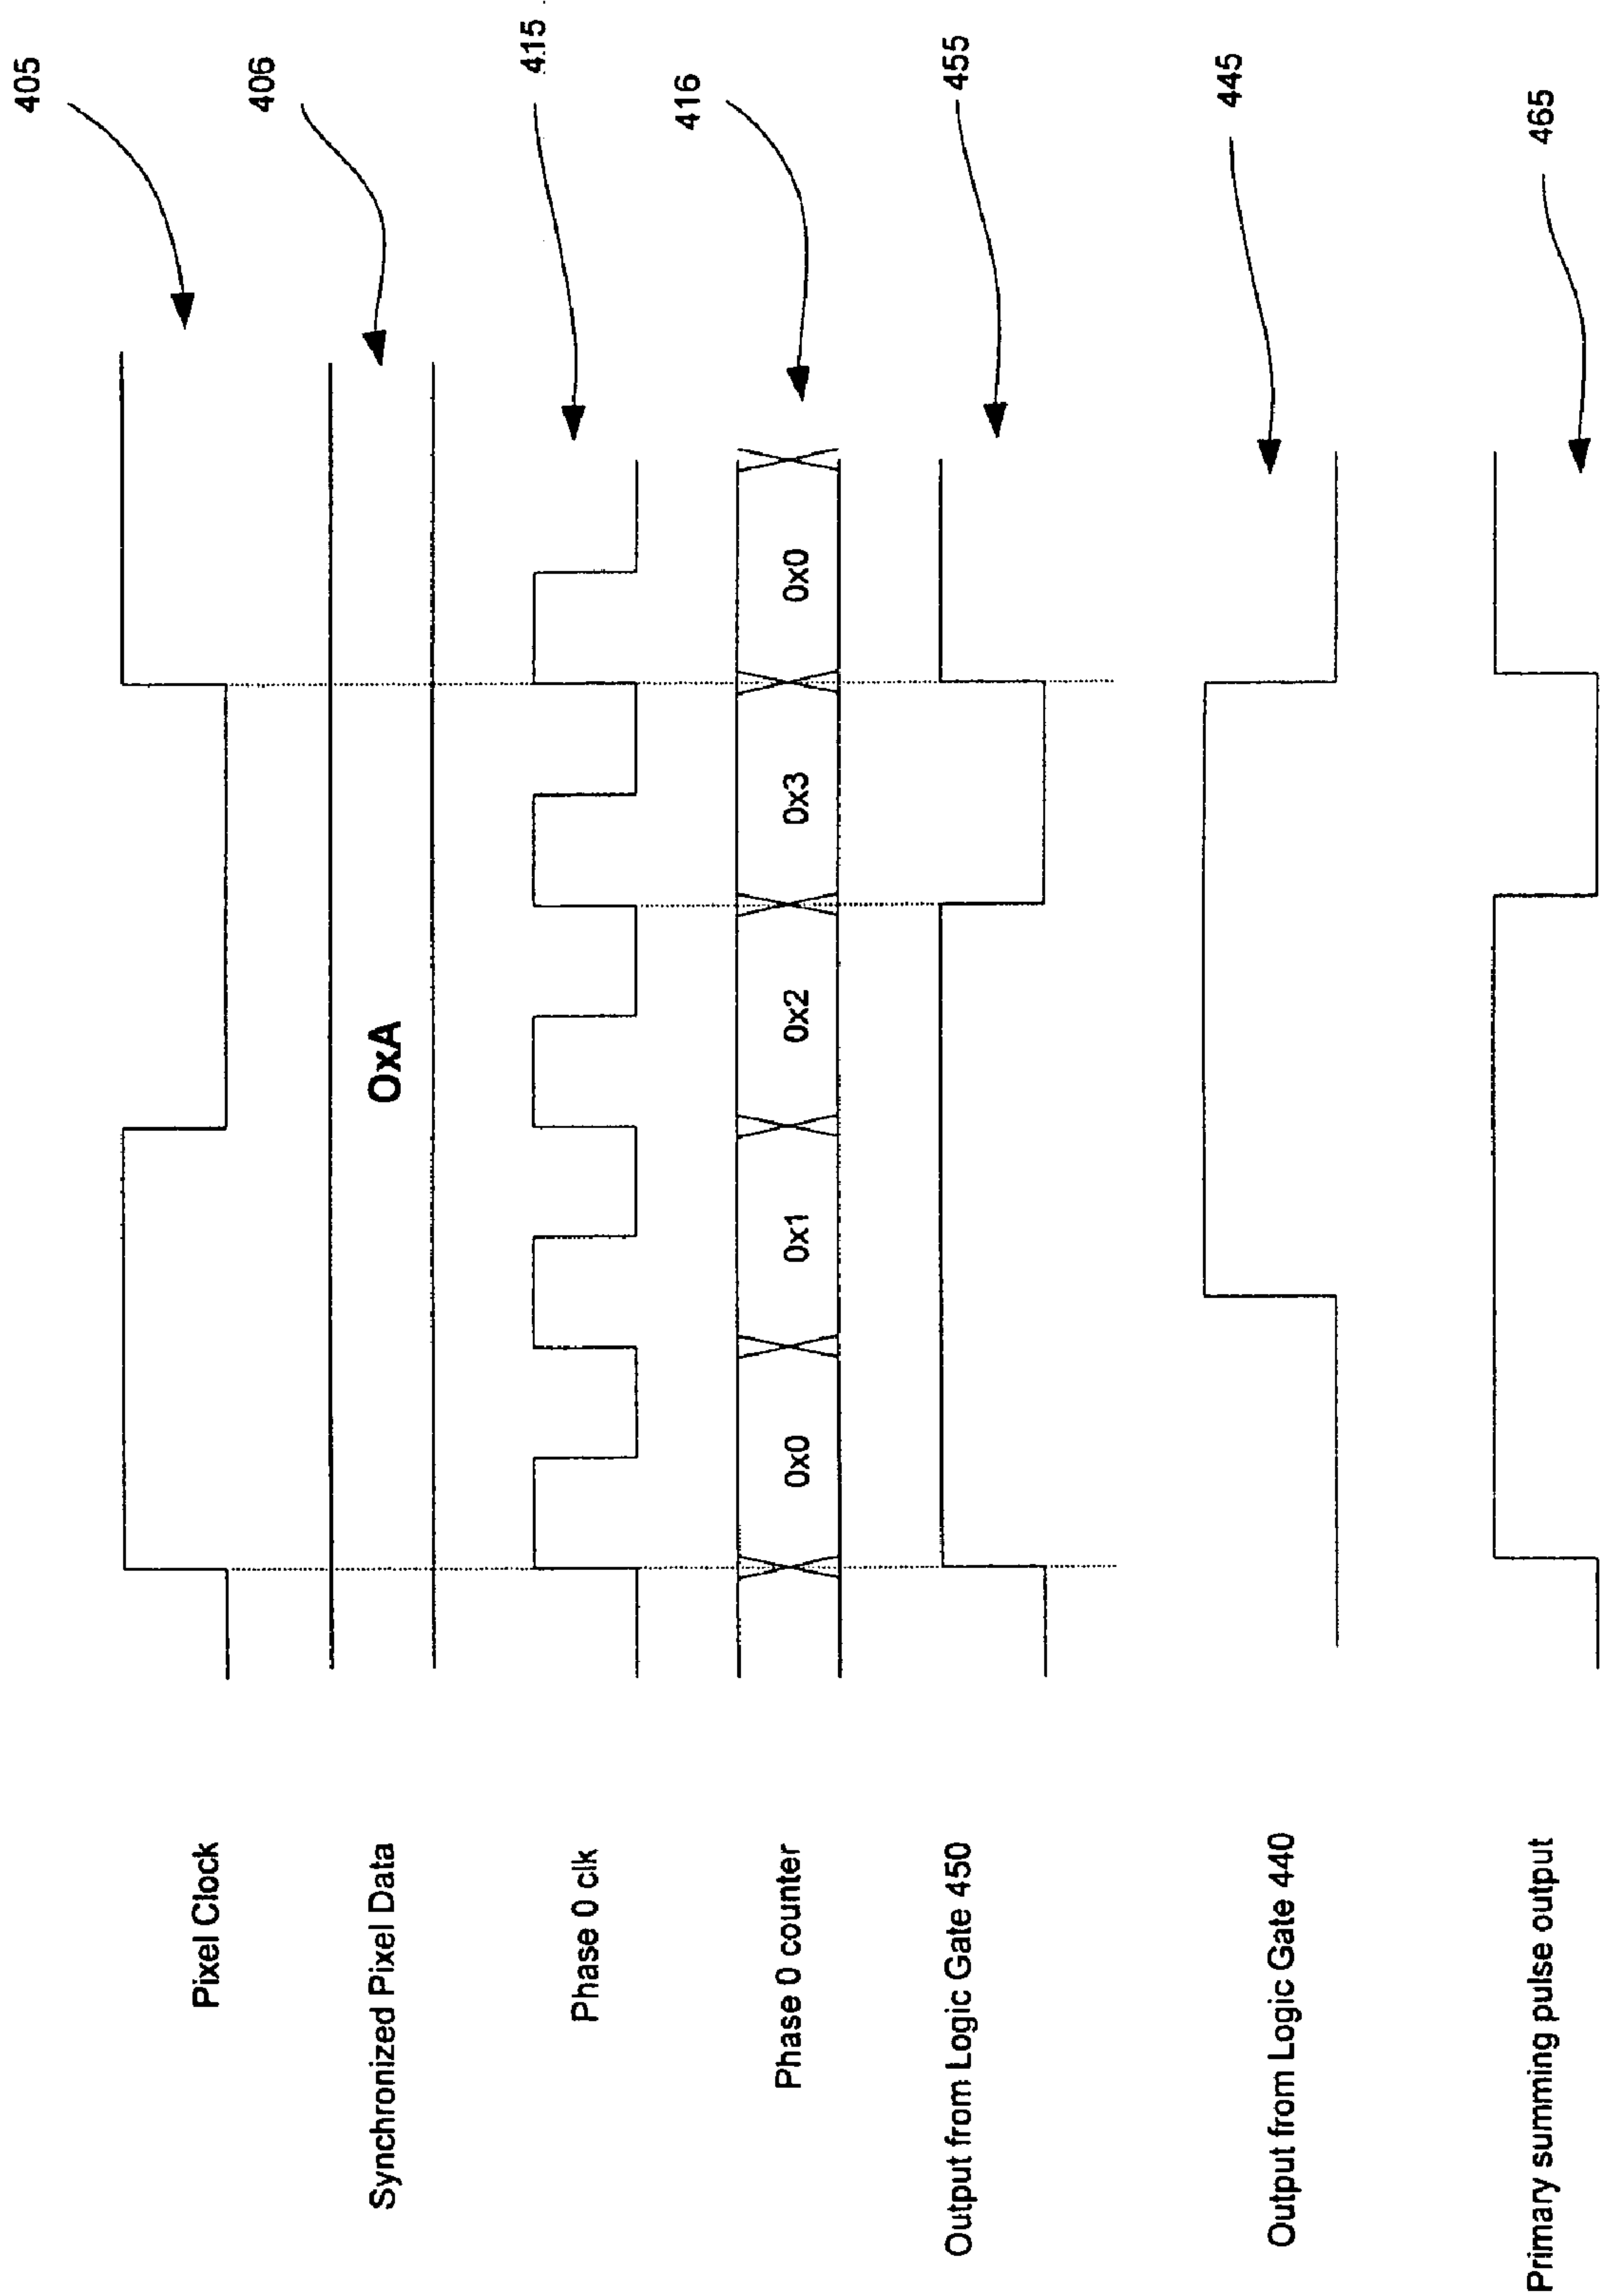 Pixel Clock
405
Synchronized Pixel Data
OxA
406
Phase 0 clk
415
Phase 0 counter
0x0
0x1
0x2
0x3
0x0
416
Output from Logic Gate 450
455
Output from Logic Gate 440
445
Primary summing pulse output
465